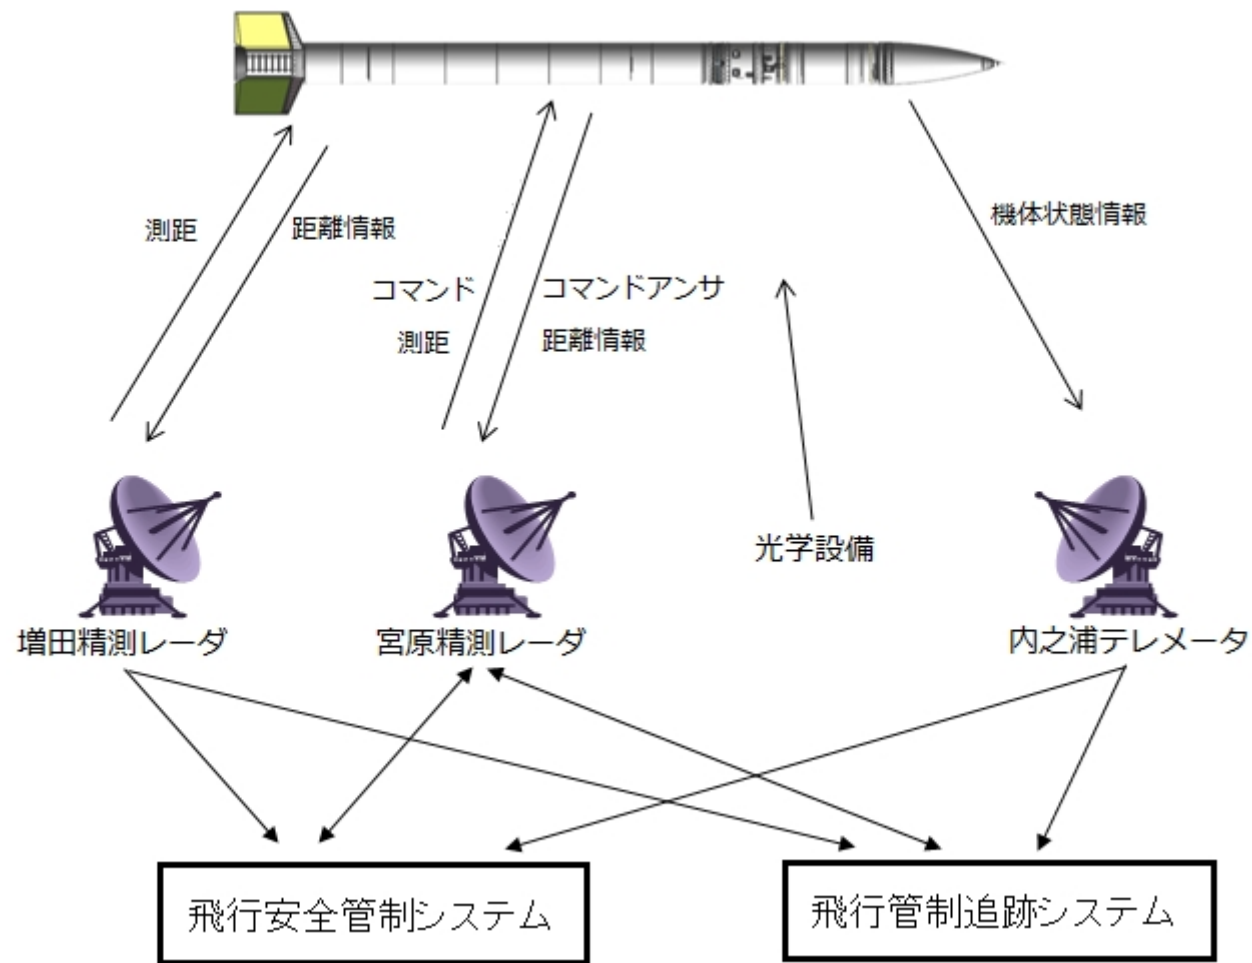 測距
距離情報
機体状態情報
コマンド
コマンドアンサ
測距
距離情報
光学設備
増田精測レーダ
宮原精測レーダ
内之浦テレメータ
飛行安全管制システム
飛行管制追跡システム